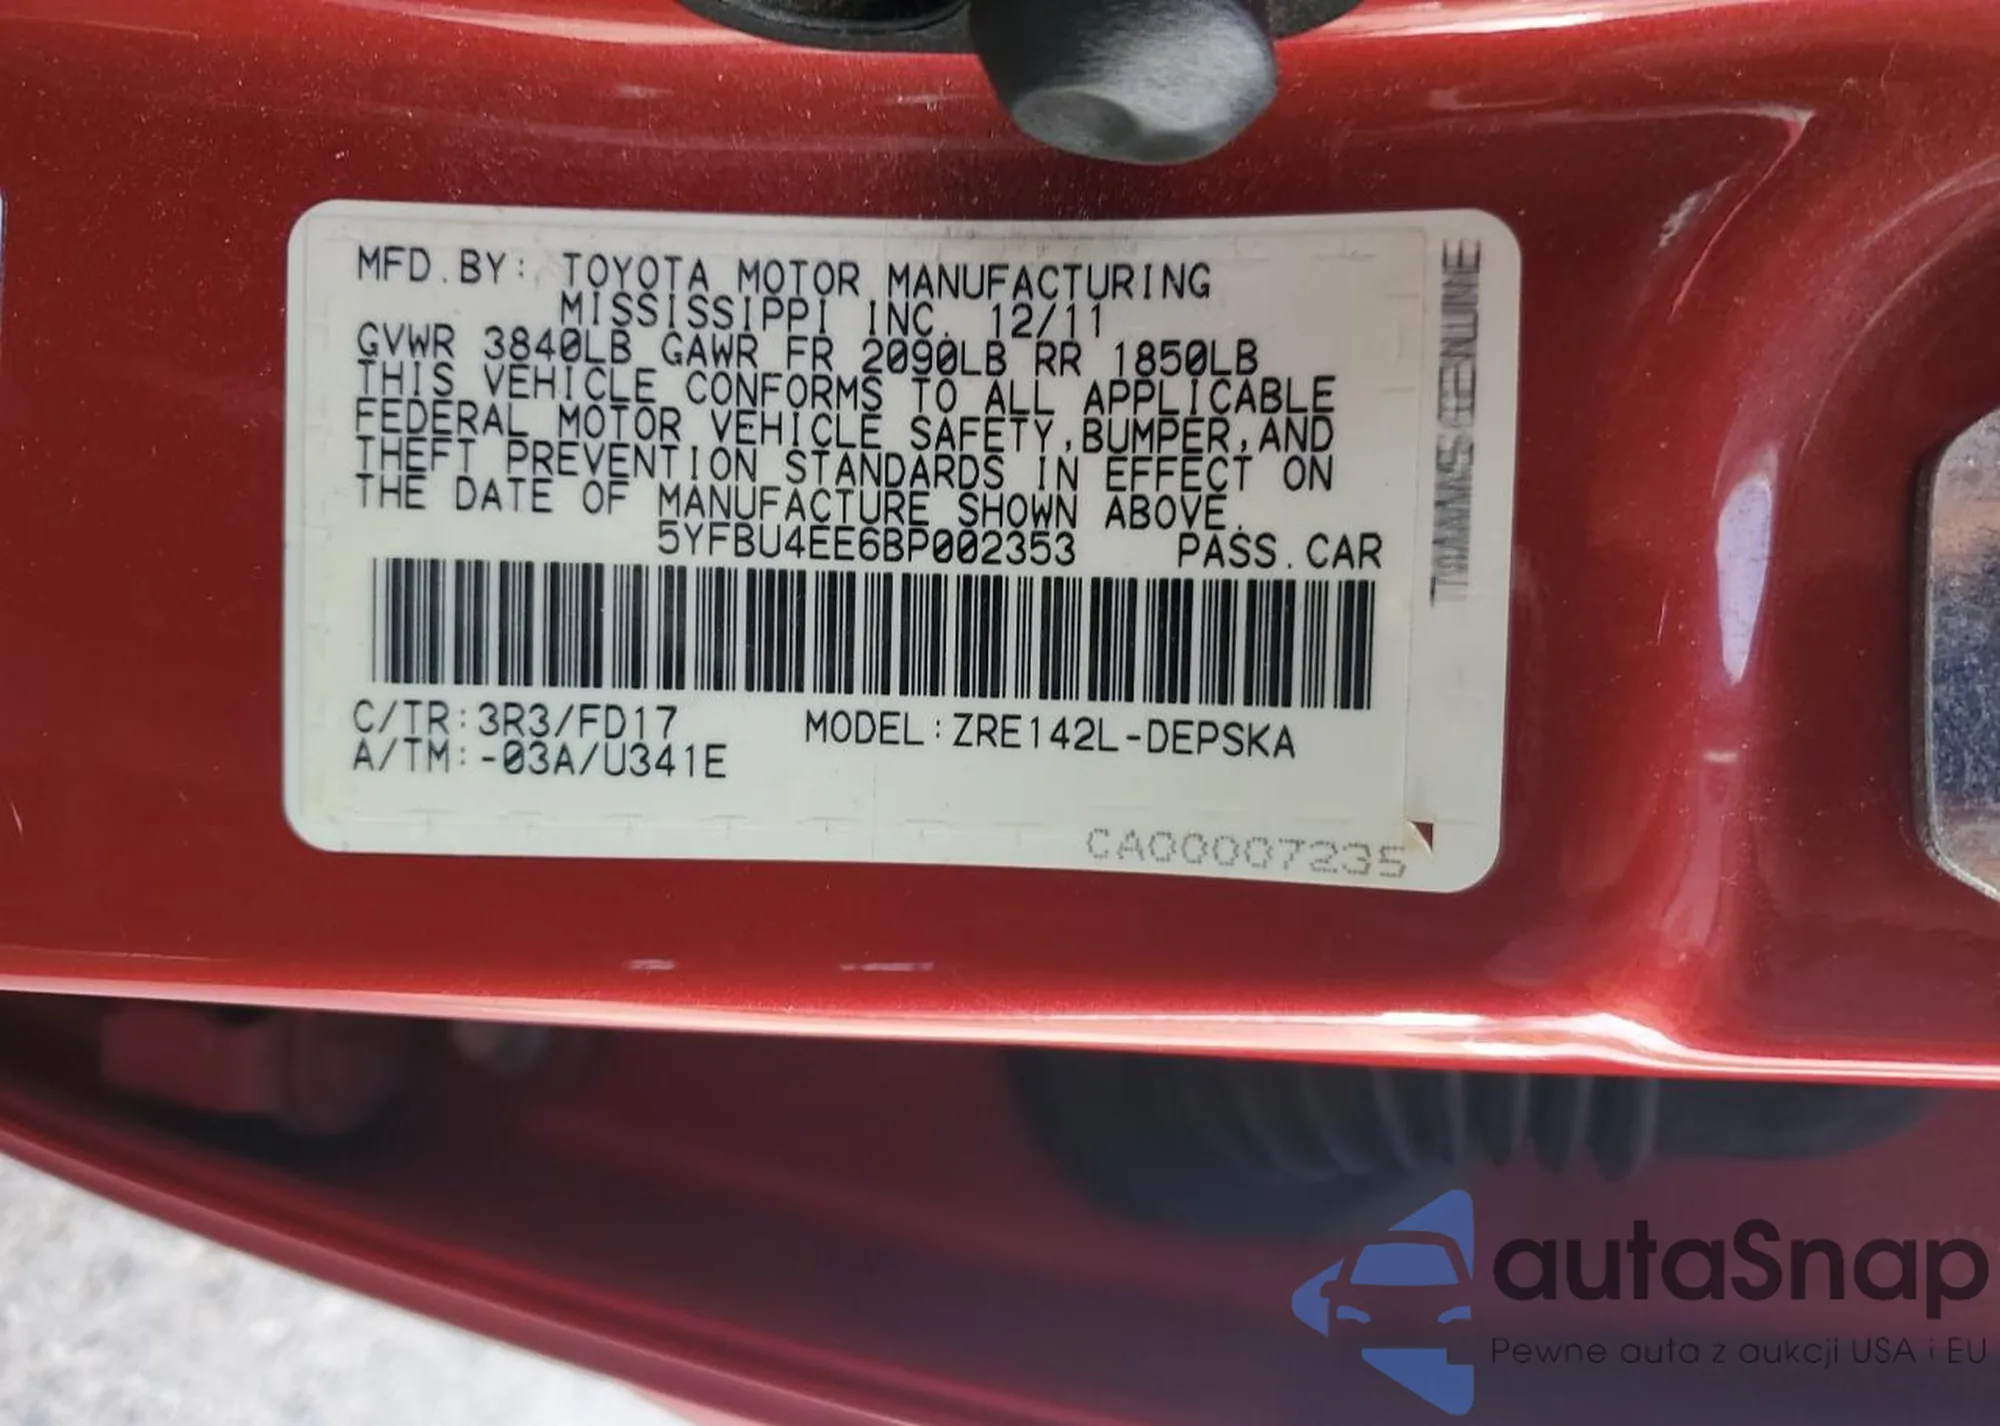 MFD.BY: TOYOTA MOTOR MANUFACTURING
MISSISSIPPI INC. 12/11
GVWR 3840LB GAWR FR 2090LB RR 1850LB
THIS VEHICLE CONFORMS TO ALL APPLICABLE
FEDERAL MOTOR VEHICLE SAFETY,BUMPER,AND
THEFT PREVENTION STANDARDS IN EFFECT ON
THE DATE OF MANUFACTURE SHOWN ABOVE.
5YFBU4EE6BP002353 PASS.CAR
C/TR:3R3/FD17 MODEL:ZRE142L-DEPSKA
A/TM:-03A/U341E
CA00007235
autaSnap
Pewne auta z aukcji USA i EU